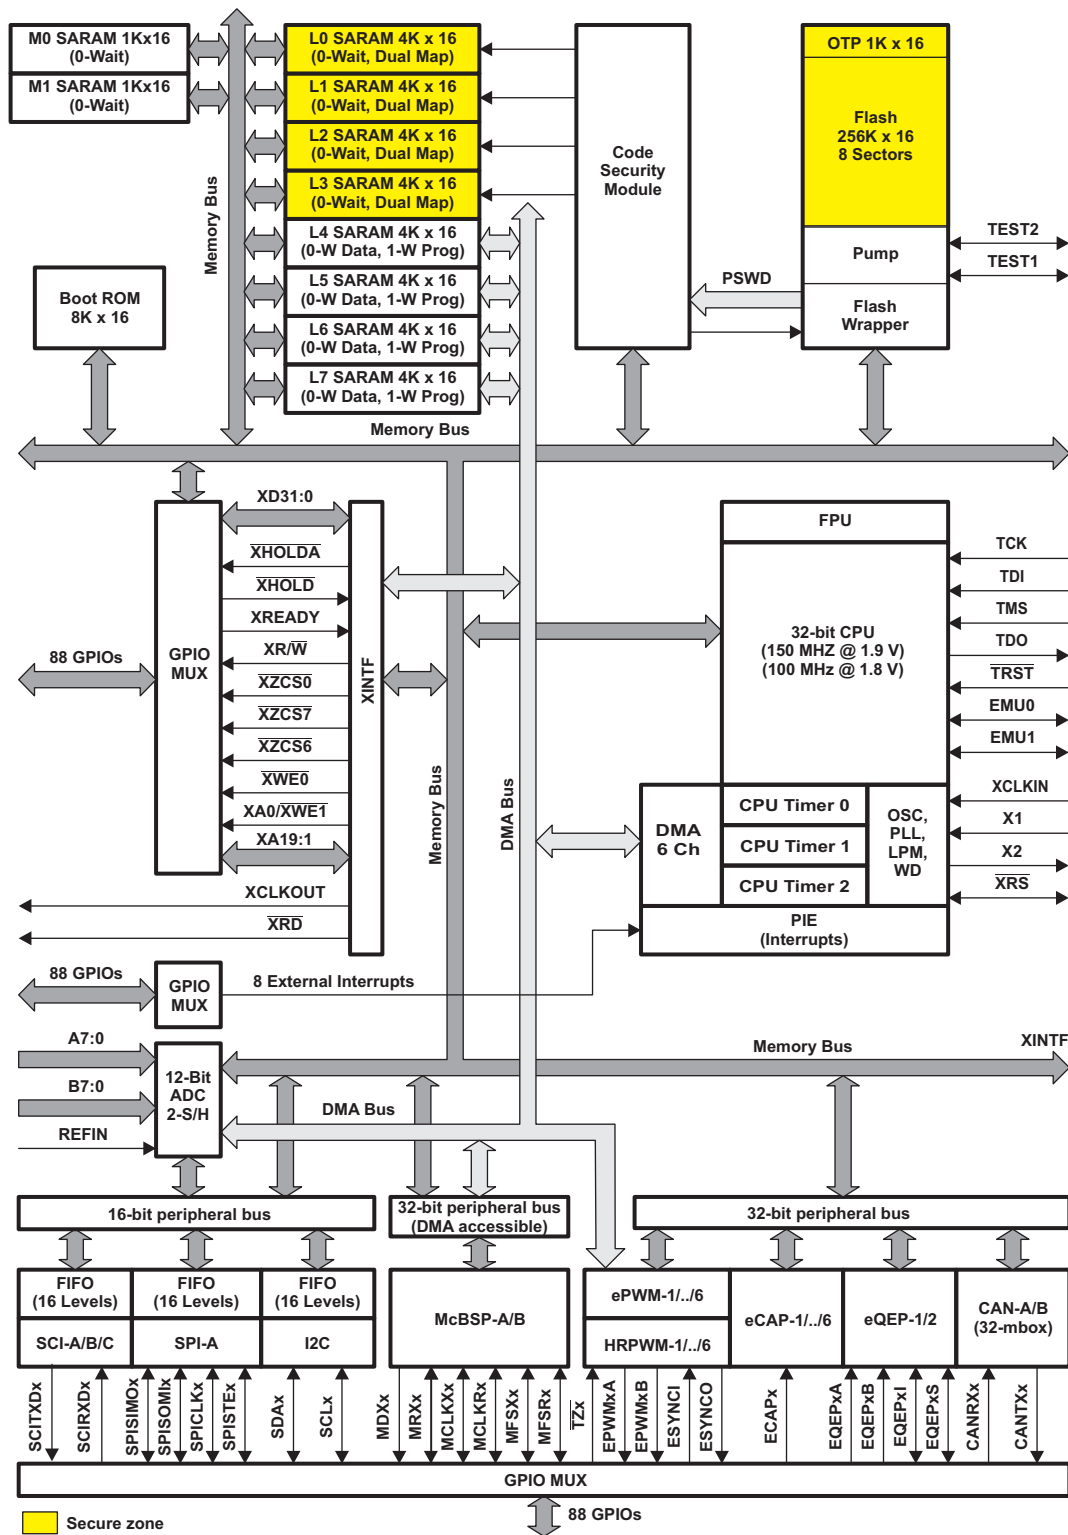 M0 SARAM 1Kx16
(0-Wait)
M1 SARAM 1Kx16
(0-Wait)
L0 SARAM 4K x 16
(0-Wait, Dual Map)
L1 SARAM 4K x 16
(0-Wait, Dual Map)
L2 SARAM 4K x 16
(0-Wait, Dual Map)
L3 SARAM 4K x 16
(0-Wait, Dual Map)
L4 SARAM 4K x 16
(0-W Data, 1-W Prog)
L5 SARAM 4K x 16
(0-W Data, 1-W Prog)
L6 SARAM 4K x 16
(0-W Data, 1-W Prog)
L7 SARAM 4K x 16
(0-W Data, 1-W Prog)
Memory Bus
Code
Security
Module
OTP 1K x 16
Flash
256K x 16
8 Sectors
Pump
Flash
Wrapper
TEST2
TEST1
PSWD
Boot ROM
8K x 16
Memory Bus
XD31:0
XHOLDA
XHOLD
XREADY
XR/W
XZCS0
XZCS7
XZCS6
XWE0
XA0/XWE1
XA19:1
XCLKOUT
XRD
88 GPIOs
GPIO
MUX
XINTF
Memory Bus
DMA Bus
FPU
32-bit CPU
(150 MHZ @ 1.9 V)
(100 MHz @ 1.8 V)
TCK
TDI
TMS
TDO
TRST
EMU0
EMU1
XCLKIN
X1
X2
XRS
DMA
6 Ch
CPU Timer 0
CPU Timer 1
CPU Timer 2
OSC,
PLL,
LPM,
WD
PIE
(Interrupts)
88 GPIOs
GPIO
MUX
8 External Interrupts
A7:0
B7:0
REFIN
12-Bit
ADC
2-S/H
Memory Bus
XINTF
DMA Bus
16-bit peripheral bus
32-bit peripheral bus
(DMA accessible)
32-bit peripheral bus
FIFO
(16 Levels)
FIFO
(16 Levels)
FIFO
(16 Levels)
SCI-A/B/C
SPI-A
I2C
McBSP-A/B
ePWM-1/../6
HRPWM-1/../6
eCAP-1/../6
eQEP-1/2
CAN-A/B
(32-mbox)
SCITXDx
SCIRXDx
SPISIMOx
SPISOMIx
SPICLKx
SPISTEx
SDAx
SCLx
MDXx
MRXx
MCLKXx
MCLKRx
MFSXx
MFSRx
TZx
EPWMxA
EPWMxB
ESYNCI
ESYNCO
ECAPx
EQEPxA
EQEPxB
EQEPxI
EQEPxS
CANRXx
CANTXx
GPIO MUX
88 GPIOs
Secure zone